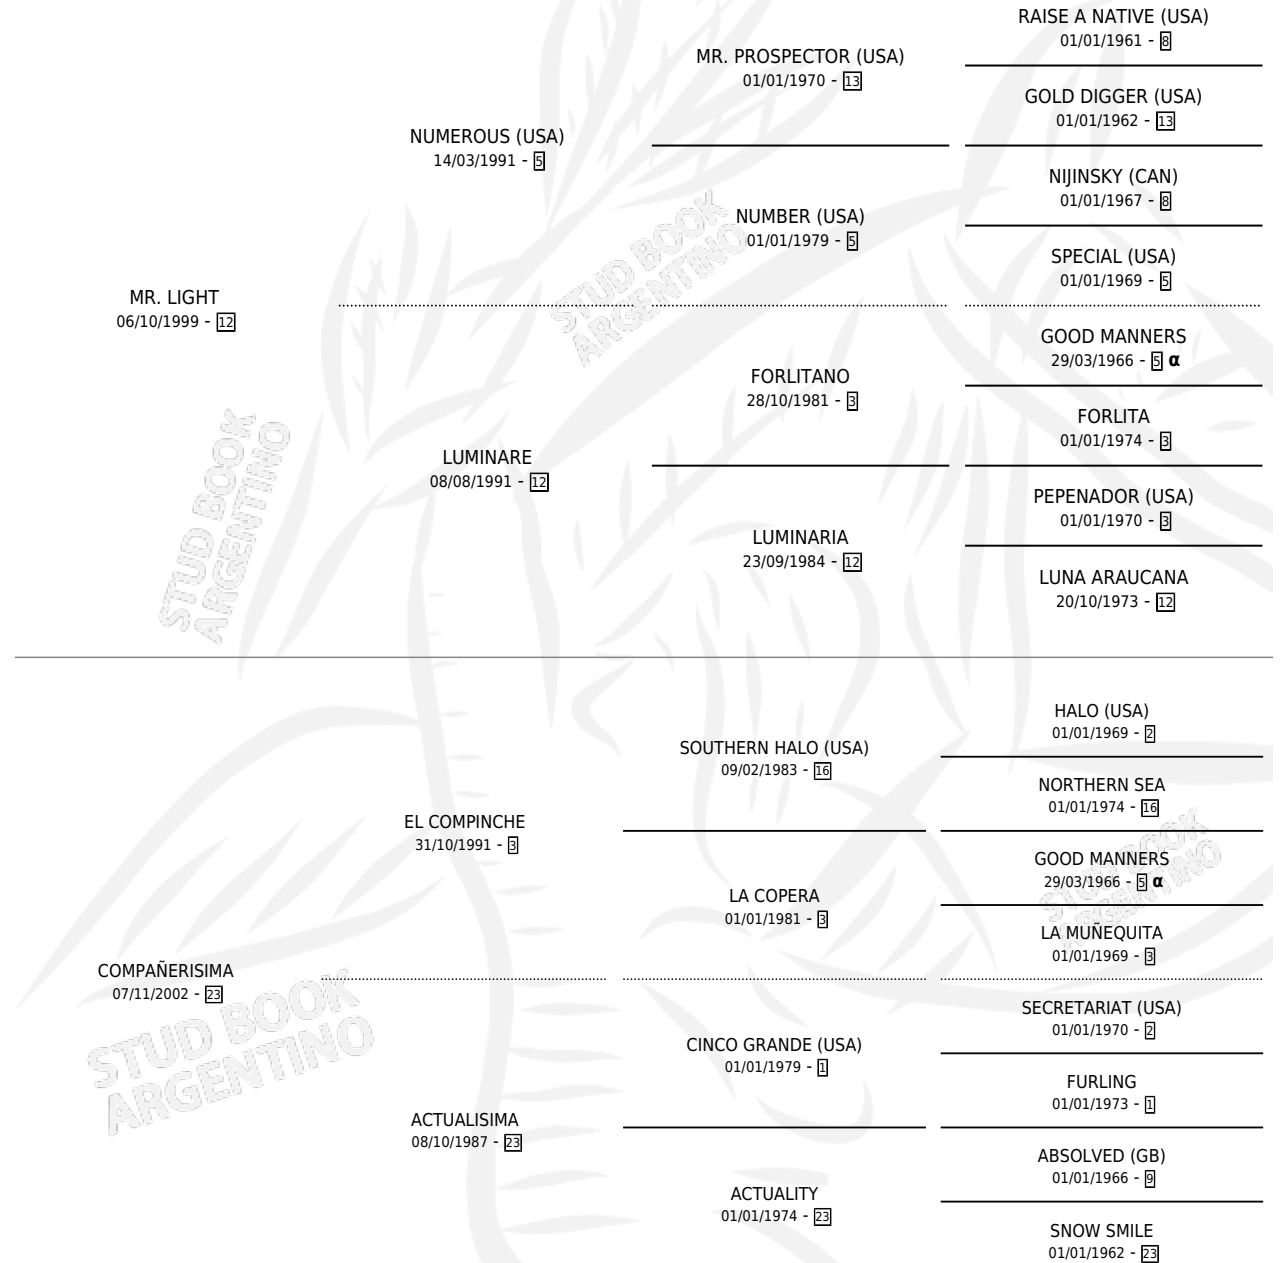 RAISE A NATIVE (USA)
01/01/1961 - 8
MR. PROSPECTOR (USA)
01/01/1970 - 13
GOLD DIGGER (USA)
01/01/1962 - 13
NUMEROUS (USA)
14/03/1991 - 5
NIJINSKY (CAN)
01/01/1967 - 8
NUMBER (USA)
01/01/1979 - 5
SPECIAL (USA)
01/01/1969 - 5
MR. LIGHT
06/10/1999 - 12
GOOD MANNERS
29/03/1966 - 5 α
FORLITANO
28/10/1981 - 3
FORLITA
01/01/1974 - 3
LUMINARE
08/08/1991 - 12
PEPENADOR (USA)
01/01/1970 - 3
LUMINARIA
23/09/1984 - 12
LUNA ARAUCANA
20/10/1973 - 12
HALO (USA)
01/01/1969 - 2
SOUTHERN HALO (USA)
09/02/1983 - 16
NORTHERN SEA
01/01/1974 - 16
EL COMPINCHE
31/10/1991 - 3
GOOD MANNERS
29/03/1966 - 5 α
LA COPERA
01/01/1981 - 3
LA MUÑEQUITA
01/01/1969 - 3
COMPAÑERISIMA
07/11/2002 - 23
SECRETARIAT (USA)
01/01/1970 - 2
CINCO GRANDE (USA)
01/01/1979 - 1
FURLING
01/01/1973 - 1
ACTUALISIMA
08/10/1987 - 23
ABSOLVED (GB)
01/01/1966 - 9
ACTUALITY
01/01/1974 - 23
SNOW SMILE
01/01/1962 - 23
STUD BOOK
ARGENTINO
STUD BOOK
ARGENTINO
STUD BOOK
ARGENTINO
STUD BOOK
ARGENTINO